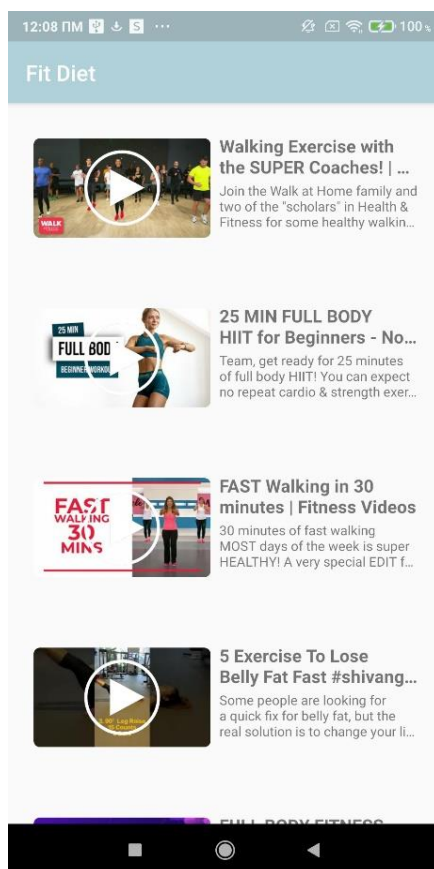 12:08 ПМ S ... 100%
Fit Diet
Walking Exercise with
the SUPER Coaches! | ...
Join the Walk at Home family and
two of the "scholars" in Health &
Fitness for some healthy walkin...
WALK
25 MIN FULL BODY
HIIT for Beginners - No...
Team, get ready for 25 minutes
of full body HIIT! You can expect
no repeat cardio & strength exer...
25 MIN
FULL BODY
BEGINNER WORKOUT
FAST Walking in 30
minutes | Fitness Videos
30 minutes of fast walking
MOST days of the week is super
HEALTHY! A very special EDIT f...
FAST
WALKING
30
MINS
5 Exercise To Lose
Belly Fat Fast #shivang...
Some people are looking for
a quick fix for belly fat, but the
real solution is to change your li...
FULL BODY FITNESS